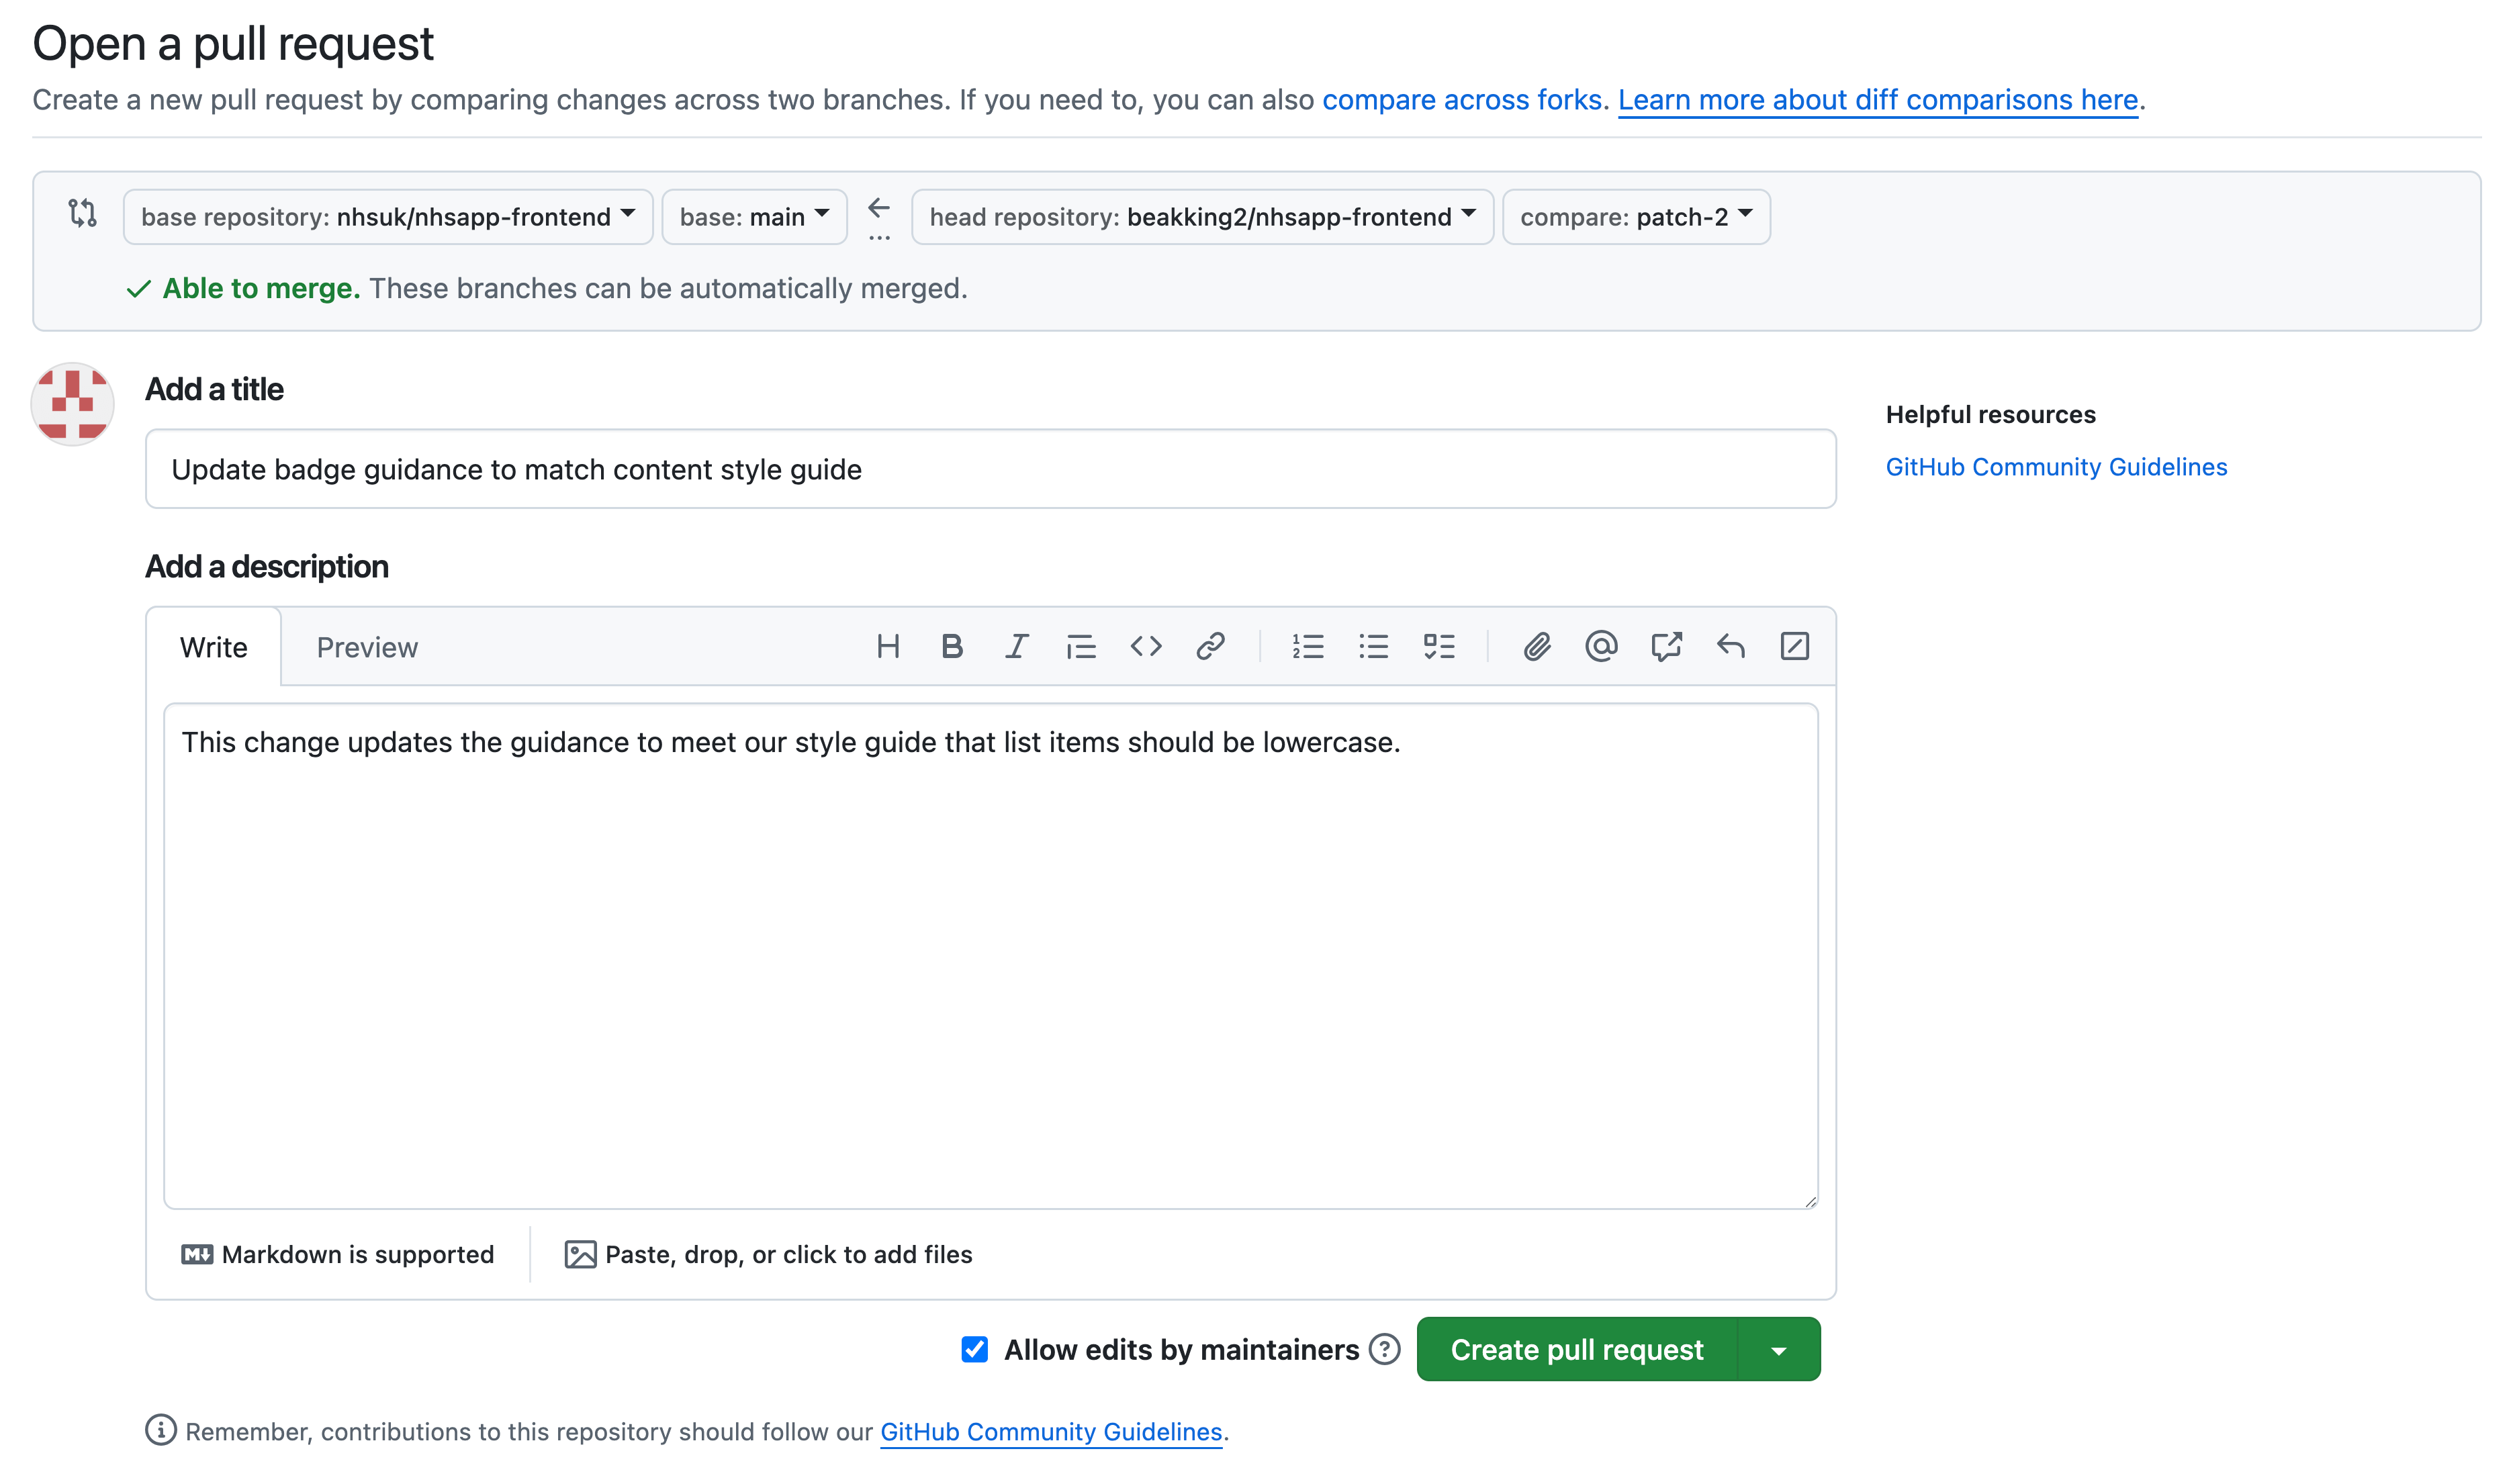 Open a pull request
Create a new pull request by comparing changes across two branches. If you need to, you can also compare across forks. Learn more about diff comparisons here.
base repository: nhsuk/nhsapp-frontend base: main ... head repository: beakking2/nhsapp-frontend compare: patch-2
Able to merge. These branches can be automatically merged.
Add a title
Update badge guidance to match content style guide
Helpful resources
GitHub Community Guidelines
Add a description
Write Preview
This change updates the guidance to meet our style guide that list items should be lowercase.
Markdown is supported Paste, drop, or click to add files
Allow edits by maintainers Create pull request
Remember, contributions to this repository should follow our GitHub Community Guidelines.